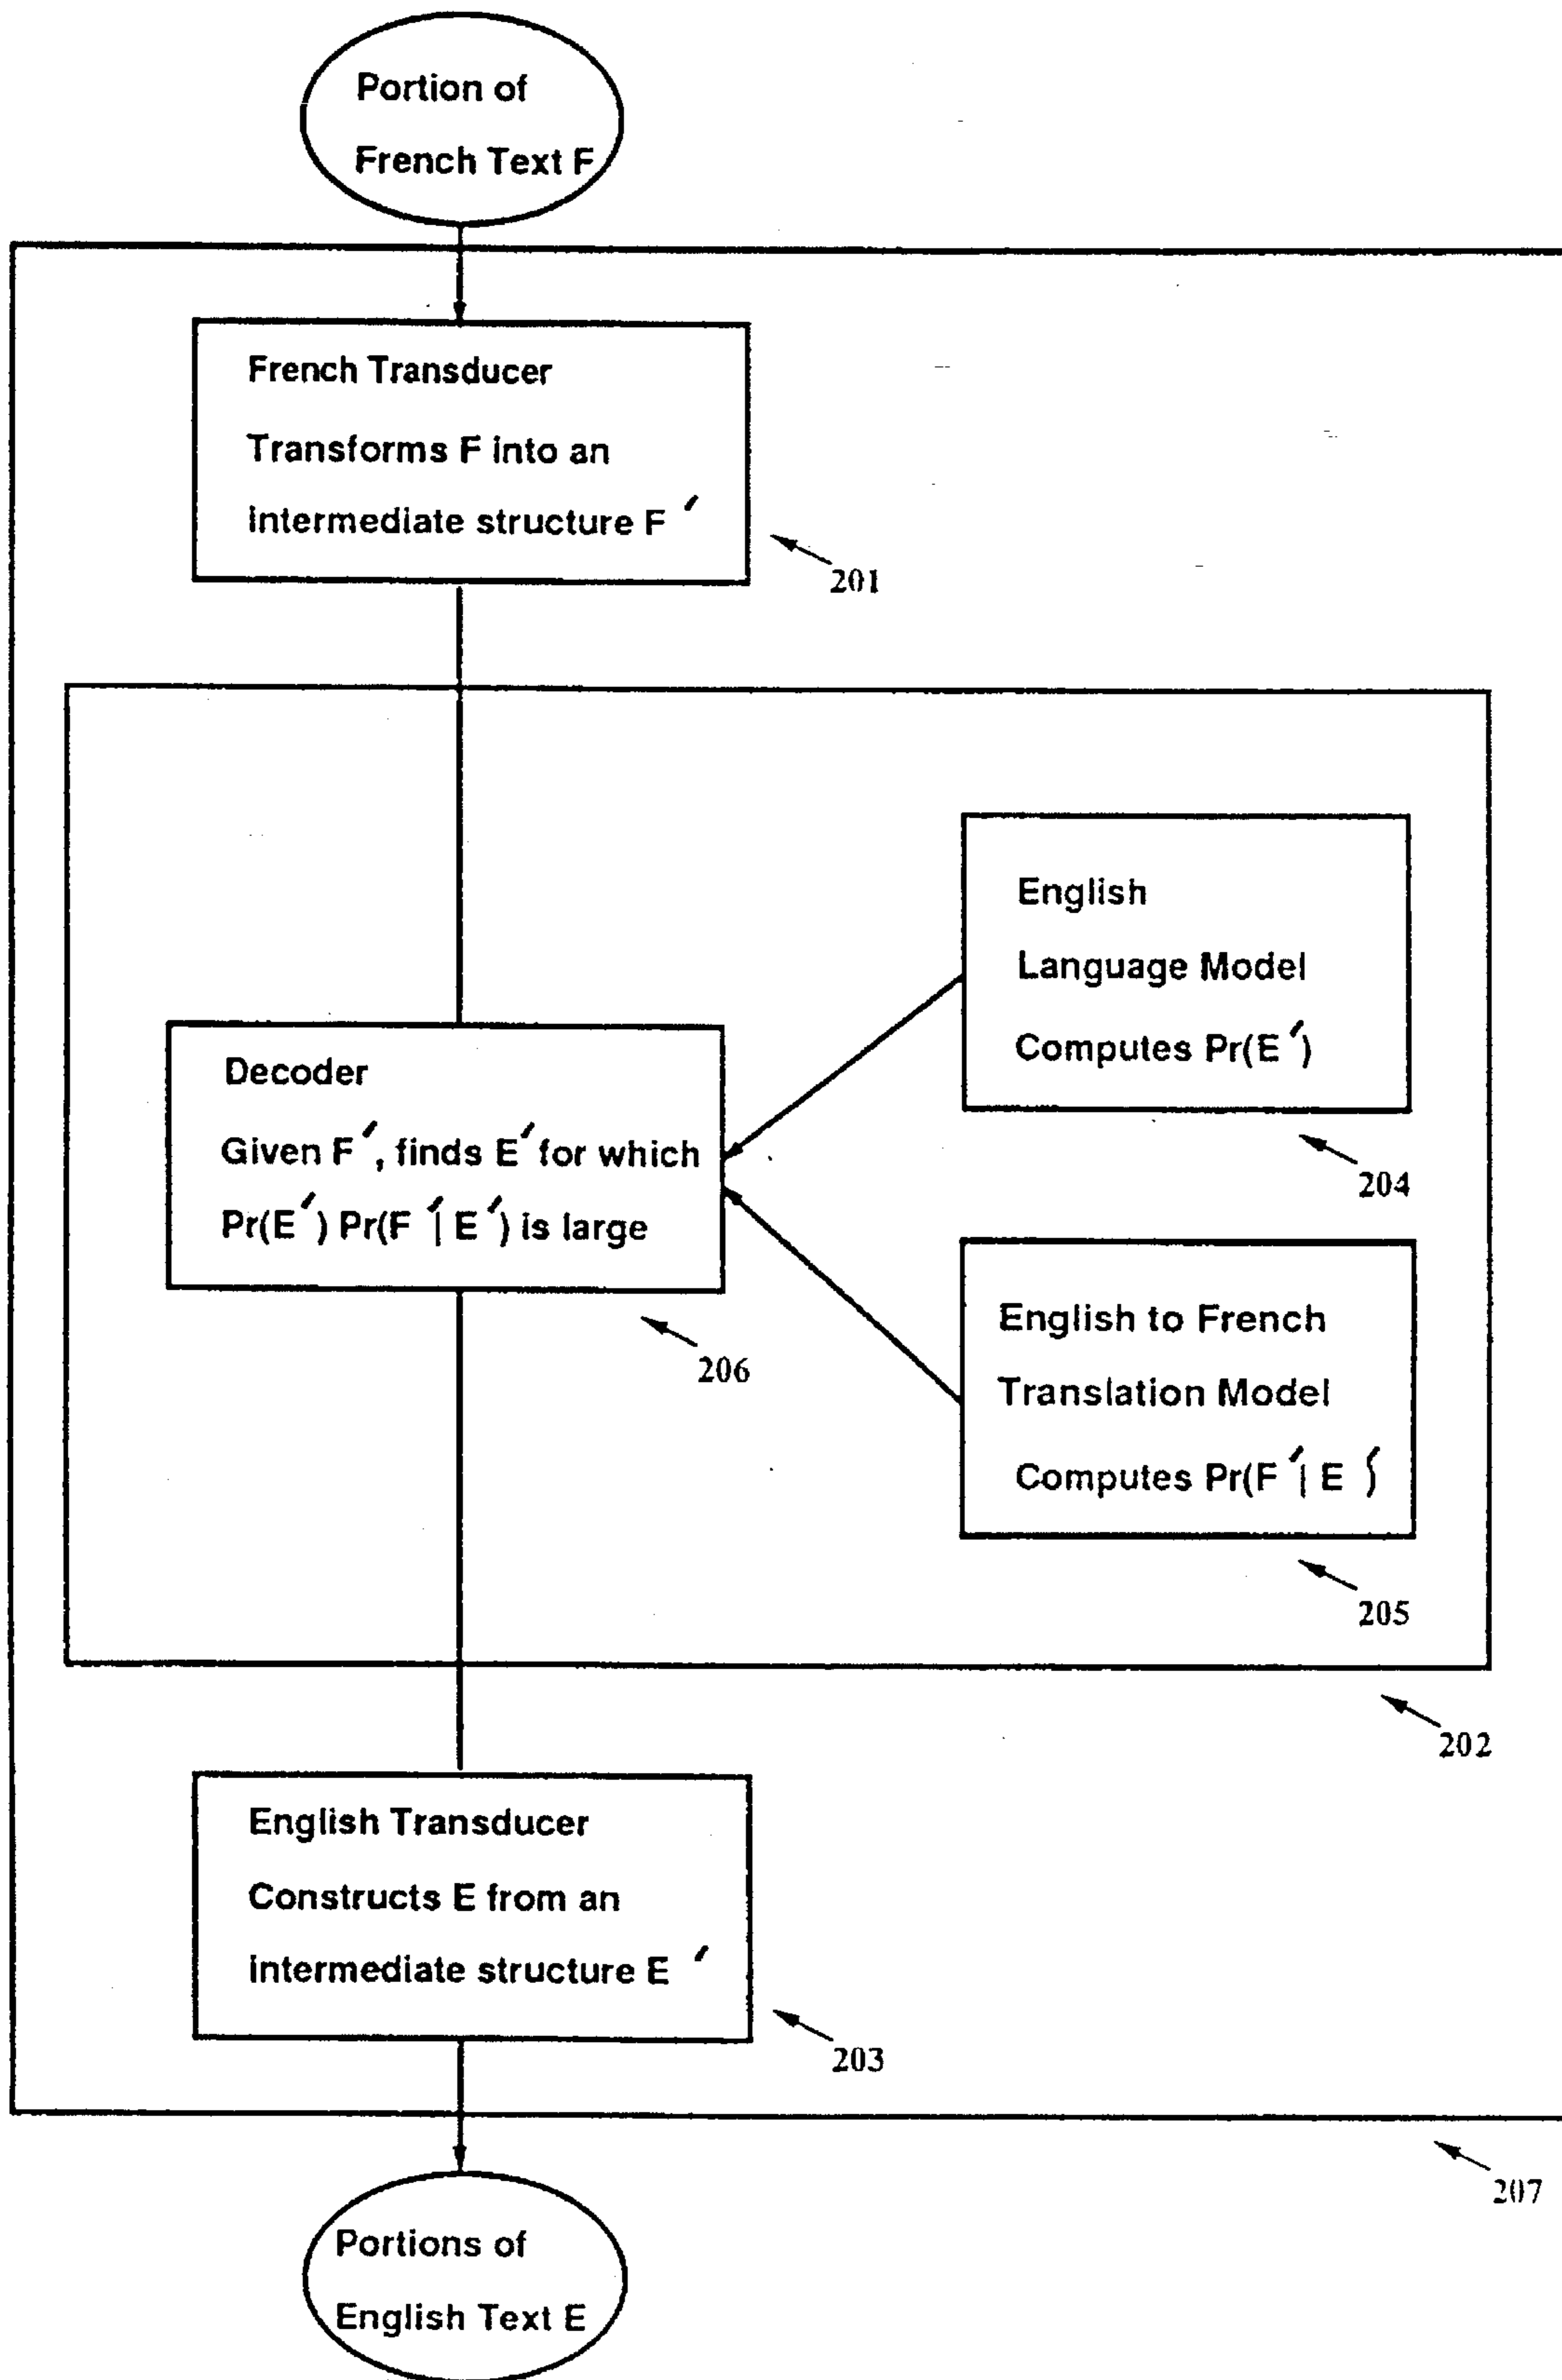 Portion of
French Text F
French Transducer
Transforms F into an
intermediate structure F ′
201
English
Language Model
Computes Pr(E′)
204
Decoder
Given F′, finds E′ for which
Pr(E′) Pr(F′| E′) is large
206
English to French
Translation Model
Computes Pr(F′| E′)
205
202
English Transducer
Constructs E from an
intermediate structure E ′
203
207
Portions of
English Text E